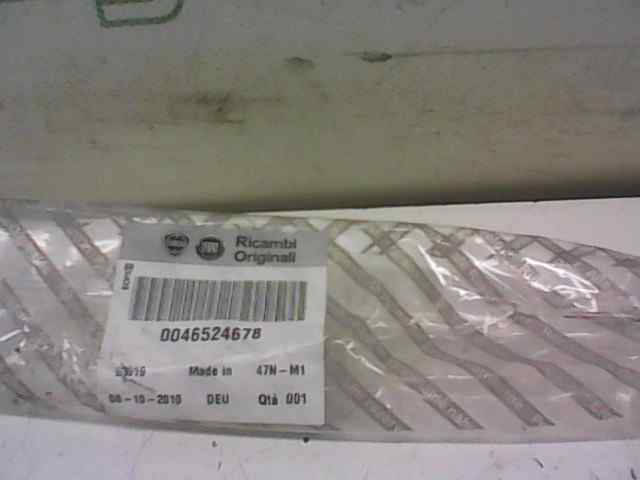 Ricambi
Originali
0046524678
Made in 47N-M1
08-10-2010 DEU Qtà 001